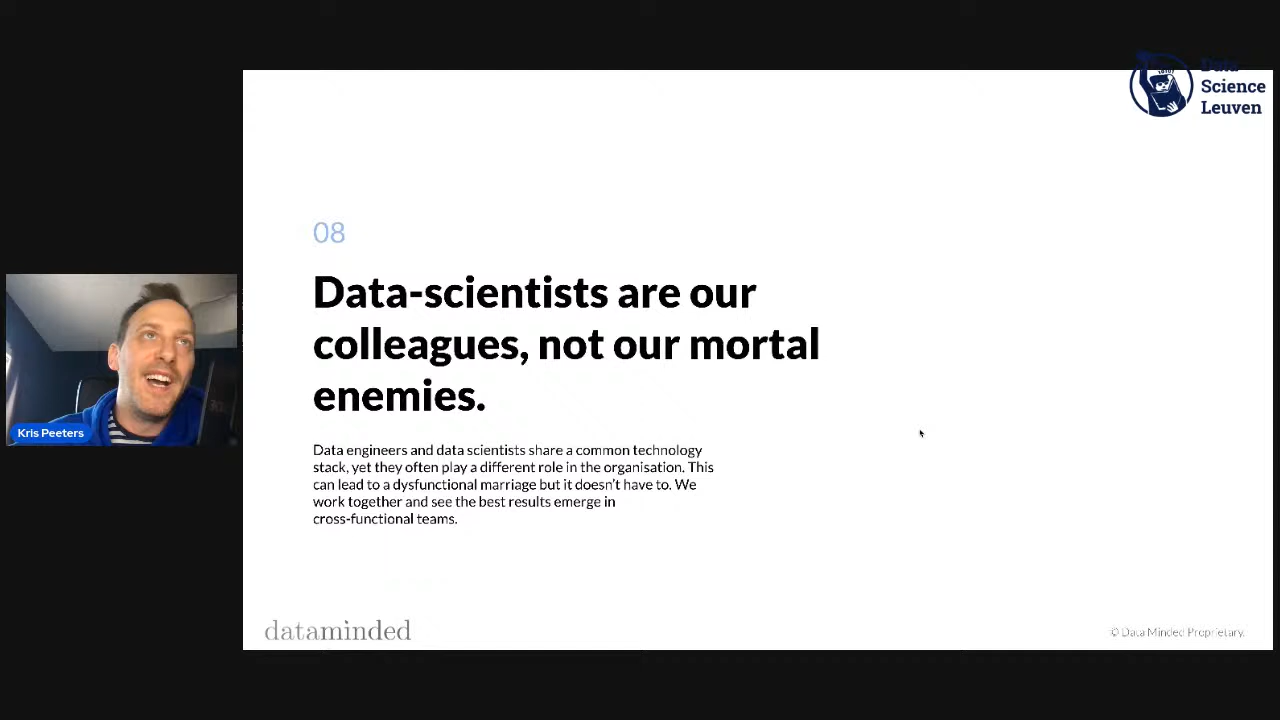 Data
Science
Leuven
08
Data-scientists are our
colleagues, not our mortal
enemies.
Kris Peeters
Data engineers and data scientists share a common technology
stack, yet they often play a different role in the organisation. This
can lead to a dysfunctional marriage but it doesn't have to. We
work together and see the best results emerge in
cross-functional teams.
dataminded
© Data Minded Proprietary.